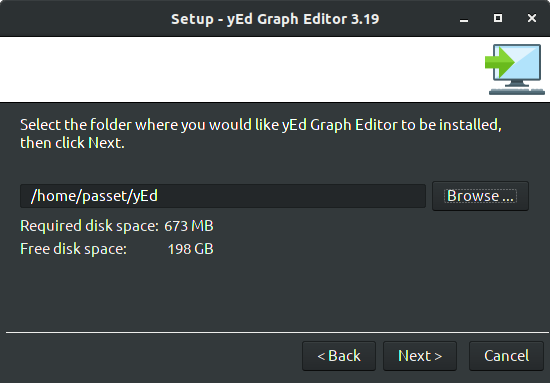 Setup - yEd Graph Editor 3.19
Select the folder where you would like yEd Graph Editor to be installed,
then click Next.
/home/passet/yEd
Browse ...
Required disk space: 673 MB
Free disk space: 198 GB
< Back
Next >
Cancel